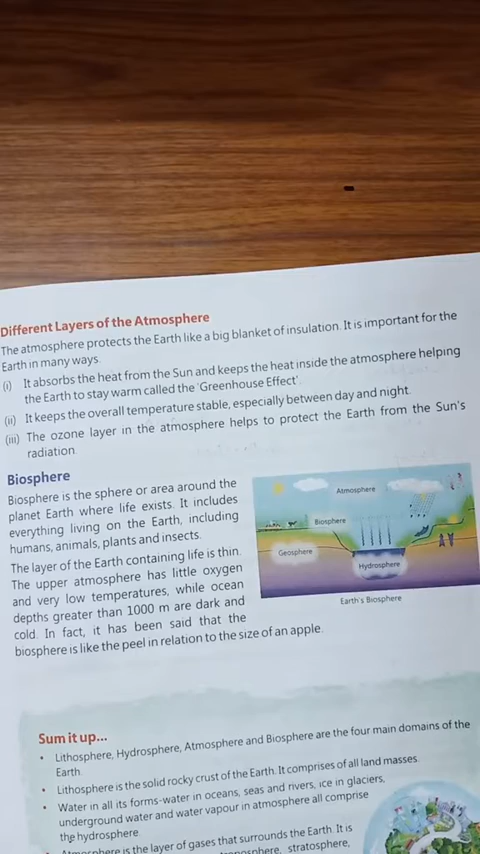 Different Layers of the Atmosphere
The atmosphere protects the Earth like a big blanket of insulation. It is important for the
Earth in many ways.
(i) It absorbs the heat from the Sun and keeps the heat inside the atmosphere helping
the Earth to stay warm called the 'Greenhouse Effect'.
(ii) It keeps the overall temperature stable, especially between day and night.
(iii) The ozone layer in the atmosphere helps to protect the Earth from the Sun's
radiation.
Biosphere
Biosphere is the sphere or area around the
planet Earth where life exists. It includes
everything living on the Earth, including
humans, animals, plants and insects.
The layer of the Earth containing life is thin.
The upper atmosphere has little oxygen
and very low temperatures, while ocean
depths greater than 1000 m are dark and
cold. In fact, it has been said that the
biosphere is like the peel in relation to the size of an apple.
Atmosphere
Biosphere
Geosphere
Hydrosphere
Earth's Biosphere
Sum it up...
• Lithosphere, Hydrosphere, Atmosphere and Biosphere are the four main domains of the
Earth.
• Lithosphere is the solid rocky crust of the Earth. It comprises of all land masses.
• Water in all its forms-water in oceans, seas and rivers, ice in glaciers,
underground water and water vapour in atmosphere all comprise
the hydrosphere.
• Atmosphere is the layer of gases that surrounds the Earth. It is
stratosphere,